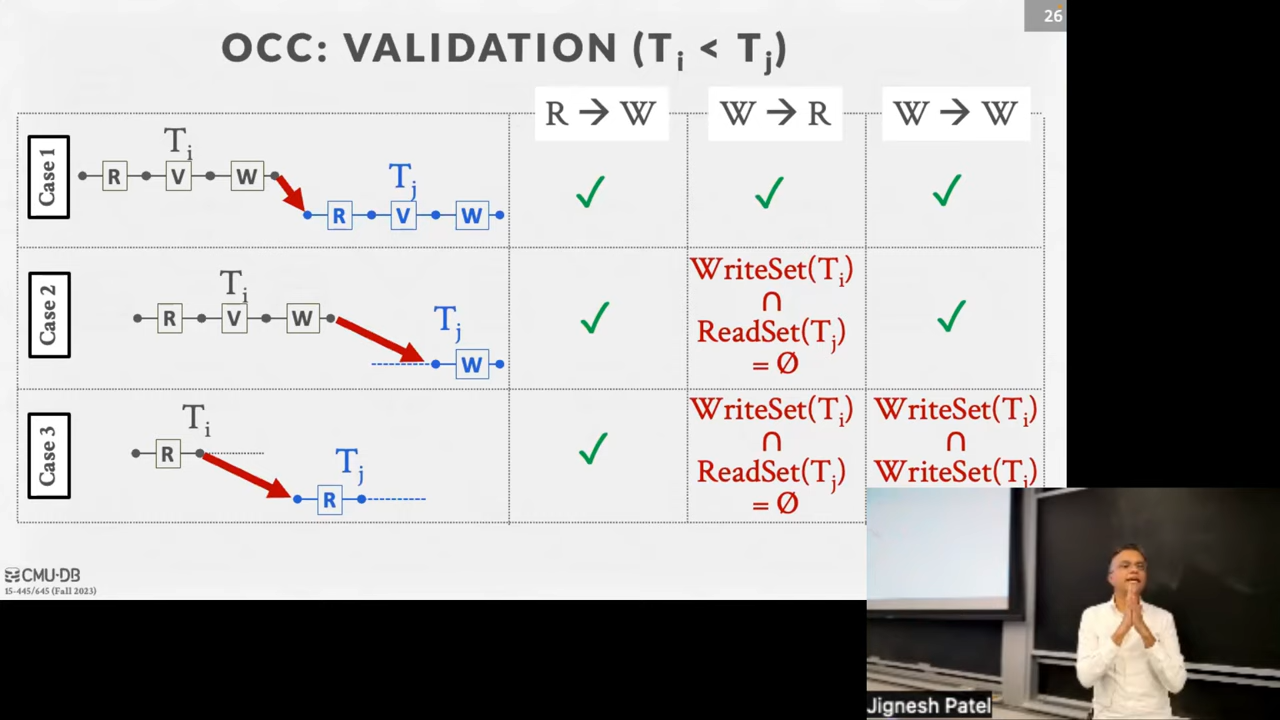 26
OCC: VALIDATION (Ti < Tj)
R → W
W → R
W → W
Case 1
Ti
R V W
Tj
R V W
✓ ✓ ✓
Case 2
Ti
R V W
Tj
W
✓
WriteSet(Ti)
∩
ReadSet(Tj)
= Ø
✓
Case 3
Ti
R
Tj
R
✓
WriteSet(Ti)
∩
ReadSet(Tj)
= Ø
WriteSet(Ti)
∩
WriteSet(Tj)
CMU·DB
15-445/645 (Fall 2023)
Jignesh Patel